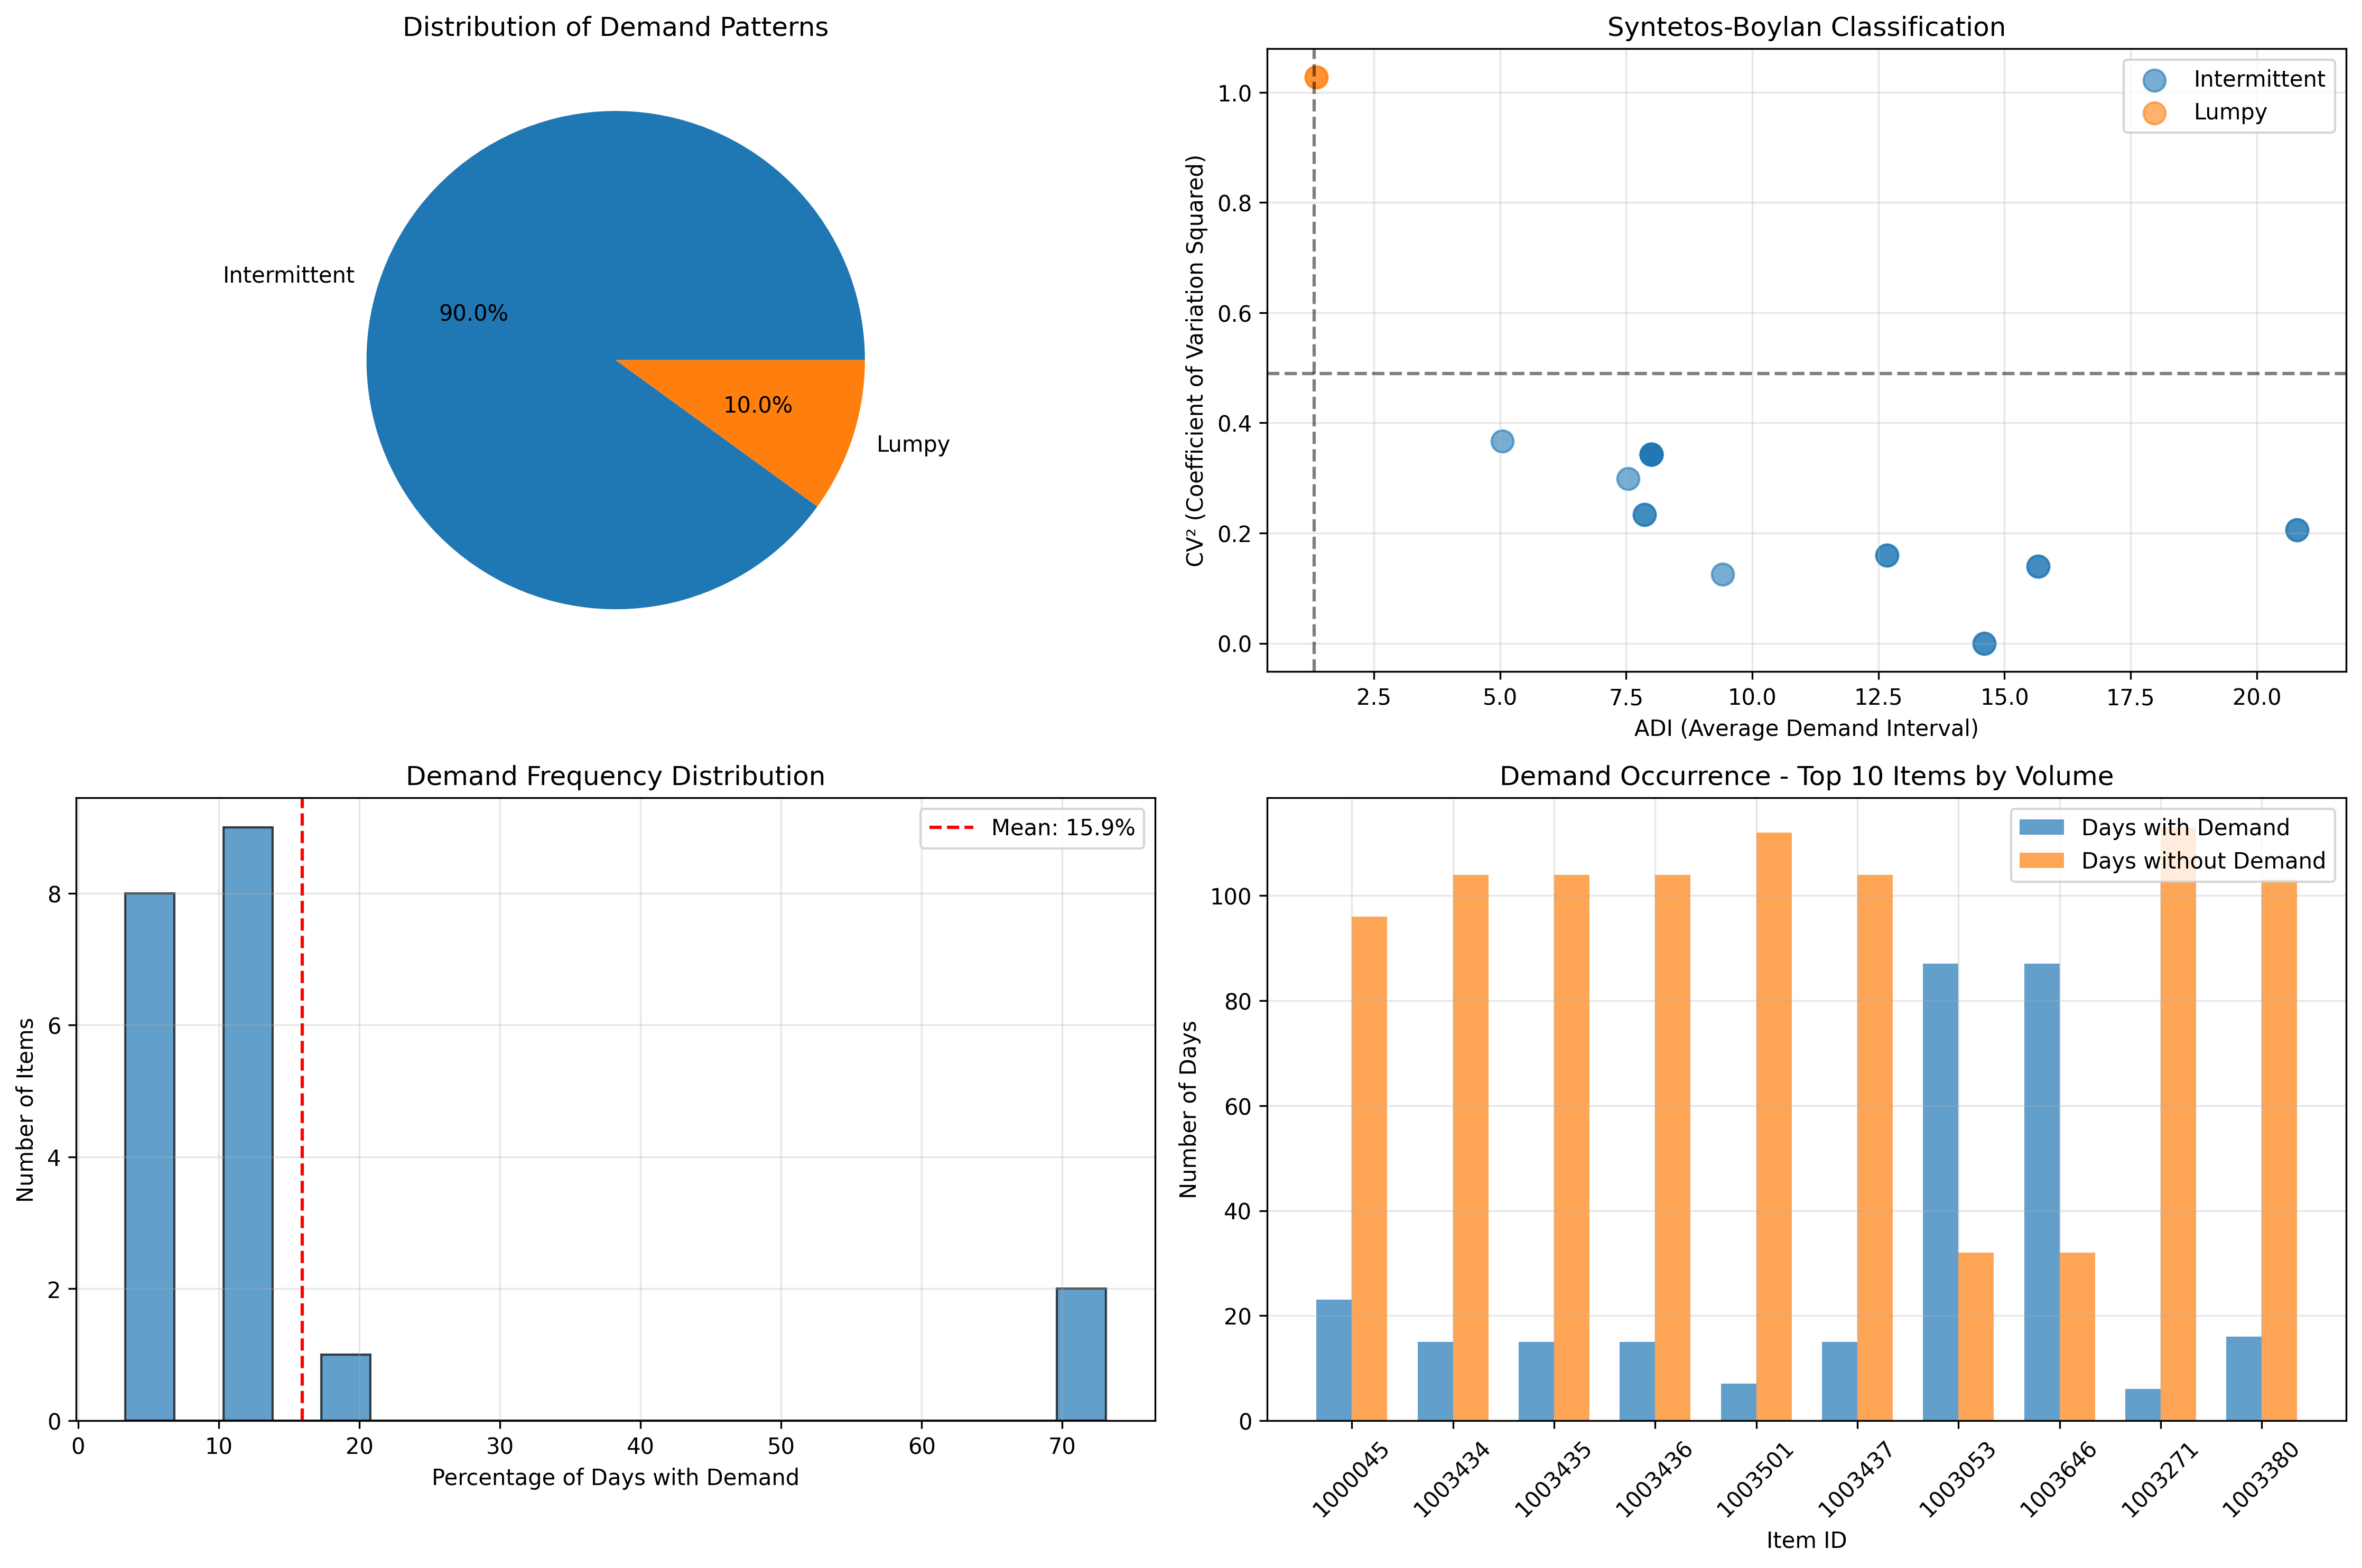 Distribution of Demand Patterns
Intermittent
90.0%
10.0%
Lumpy
Syntetos-Boylan Classification
CV² (Coefficient of Variation Squared)
1.0
0.8
0.6
0.4
0.2
0.0
Intermittent
Lumpy
2.5 5.0 7.5 10.0 12.5 15.0 17.5 20.0
ADI (Average Demand Interval)
Demand Frequency Distribution
Number of Items
8
6
4
2
0
Mean: 15.9%
0 10 20 30 40 50 60 70
Percentage of Days with Demand
Demand Occurrence - Top 10 Items by Volume
Number of Days
100
80
60
40
20
0
Days with Demand
Days without Demand
1000045 1003434 1003435 1003436 1003501 1003437 1003053 1003646 1003271 1003380
Item ID